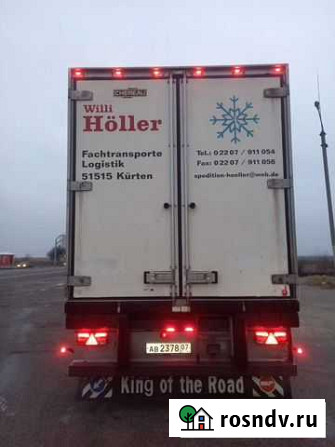 SCHMITZ
Willi
Höller
Fachtransporte
Logistik
51515 Kürten
Tel.: 0 22 07 / 911 054
Fax: 0 22 07 / 911 056
spedition-hoeller@web.de
АВ 2378 07
King of the Road
rosndv.ru